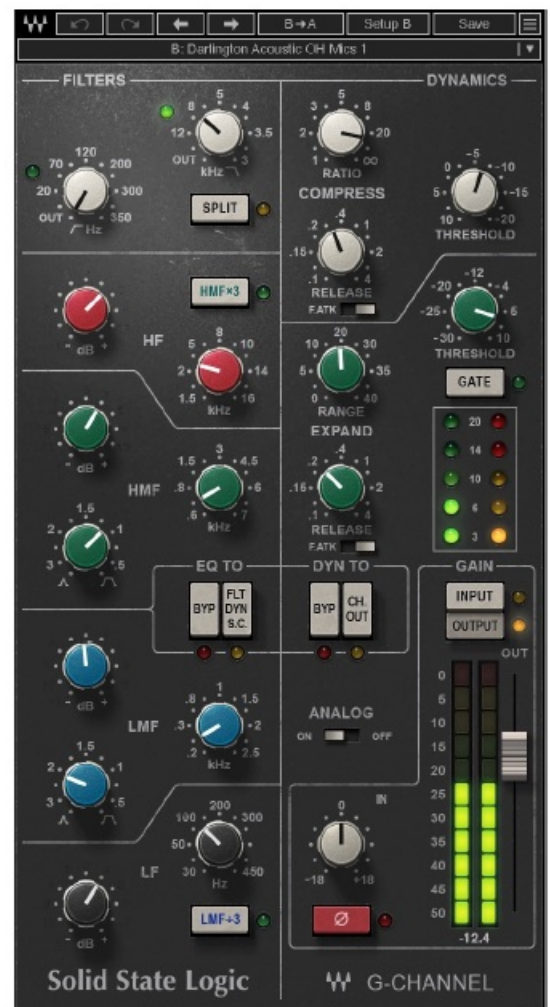 B→A Setup B Save
B: Darlington Acoustic OH Mics 1
FILTERS
DYNAMICS
5
8 4
12 3.5
OUT 3
kHz
120
70 200
20 300
OUT 350
Hz
SPLIT
5
3 8
2 20
1 ∞
RATIO
COMPRESS
-5
0 -10
5 -15
10 -20
THRESHOLD
.4
.2 1
.15 2
.1 4
RELEASE
F.ATK
HMF×3
- dB +
HF
8
5 10
2 14
1.5 16
kHz
-12
-20 -4
-25 6
-30 10
THRESHOLD
GATE
20
10 30
5 35
0 40
RANGE
EXPAND
- dB +
HMF
3
1.5 4.5
.8 6
.6 7
kHz
1.5
2 1
3 .5
.4
.2 1
.15 2
.1 4
RELEASE
F.ATK
20
14
10
6
3
EQ TO
BYP
FLT
DYN
S.C.
DYN TO
BYP
CH.
OUT
GAIN
INPUT
OUTPUT
OUT
- dB +
LMF
1
.8 1.5
.3 2
.2 2.5
kHz
1.5
2 1
3 .5
ANALOG
ON OFF
0
5
10
15
20
25
30
35
40
45
50
-12.4
LF
200
100 300
50 450
30
Hz
- dB +
LMF÷3
IN
0
-18 +18
Ø
Solid State Logic
G-CHANNEL